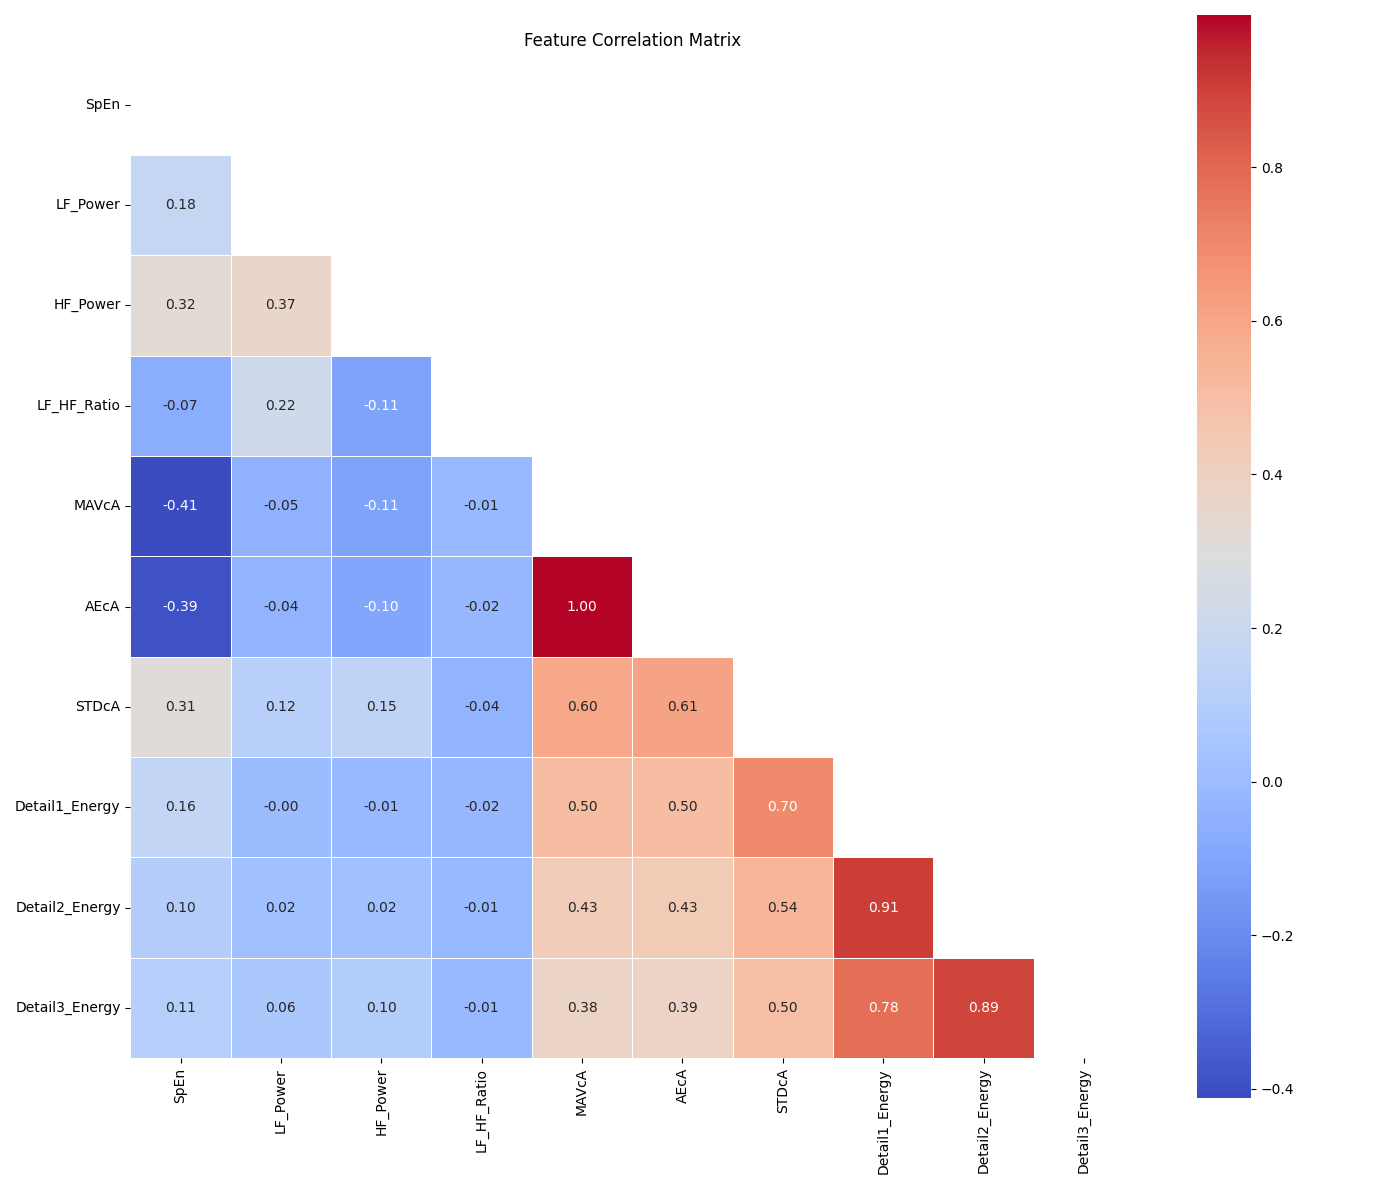 Feature Correlation Matrix
SpEn
LF_Power 0.18
HF_Power 0.32 0.37
LF_HF_Ratio -0.07 0.22 -0.11
MAVcA -0.41 -0.05 -0.11 -0.01
AEcA -0.39 -0.04 -0.10 -0.02 1.00
STDcA 0.31 0.12 0.15 -0.04 0.60 0.61
Detail1_Energy 0.16 -0.00 -0.01 -0.02 0.50 0.50 0.70
Detail2_Energy 0.10 0.02 0.02 -0.01 0.43 0.43 0.54 0.91
Detail3_Energy 0.11 0.06 0.10 -0.01 0.38 0.39 0.50 0.78 0.89
SpEn
LF_Power
HF_Power
LF_HF_Ratio
MAVcA
AEcA
STDcA
Detail1_Energy
Detail2_Energy
Detail3_Energy
0.8
0.6
0.4
0.2
0.0
−0.2
−0.4